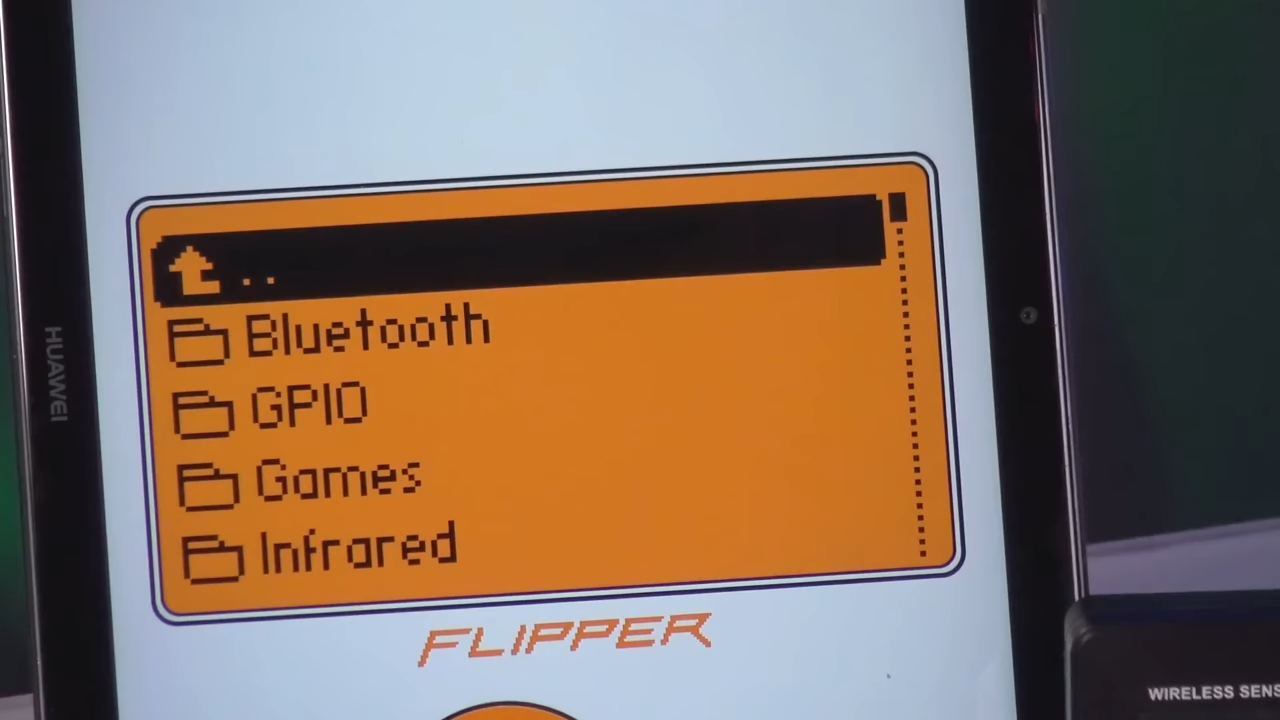 ..
Bluetooth
GPIO
Games
Infrared
FLIPPER
HUAWEI
WIRELESS SENS